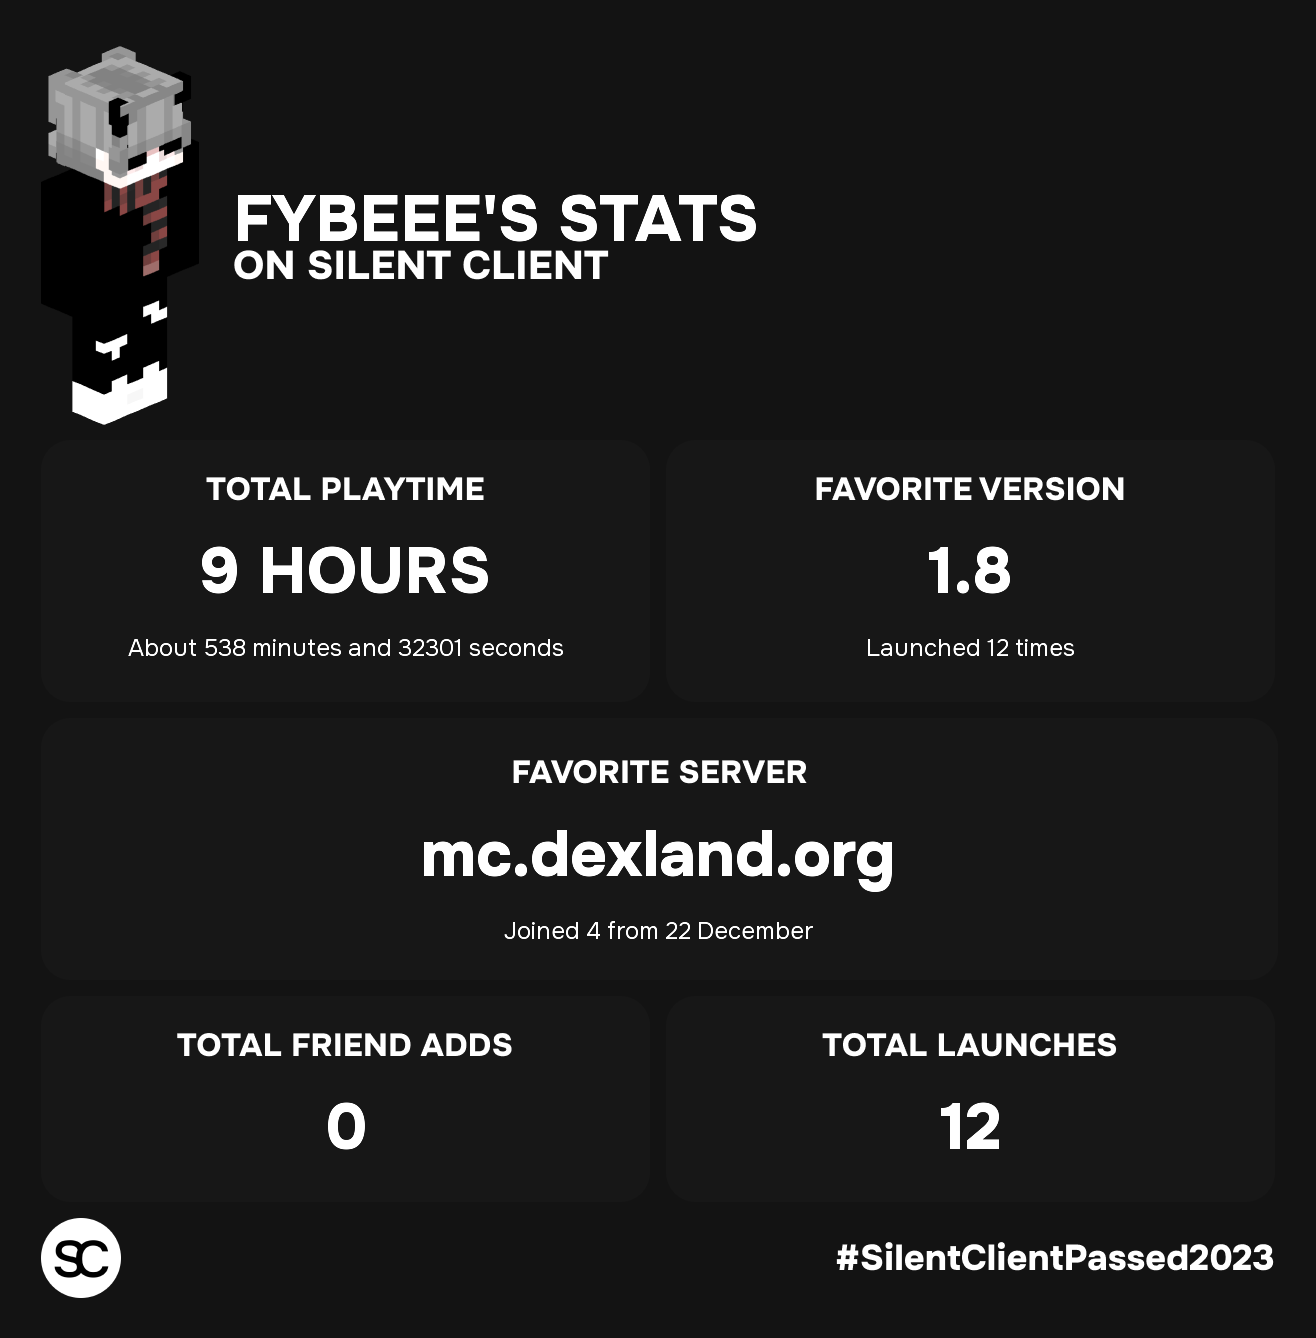 FYBEEE'S STATS
ON SILENT CLIENT
TOTAL PLAYTIME
9 HOURS
About 538 minutes and 32301 seconds
FAVORITE VERSION
1.8
Launched 12 times
FAVORITE SERVER
mc.dexland.org
Joined 4 from 22 December
TOTAL FRIEND ADDS
0
TOTAL LAUNCHES
12
SC
#SilentClientPassed2023